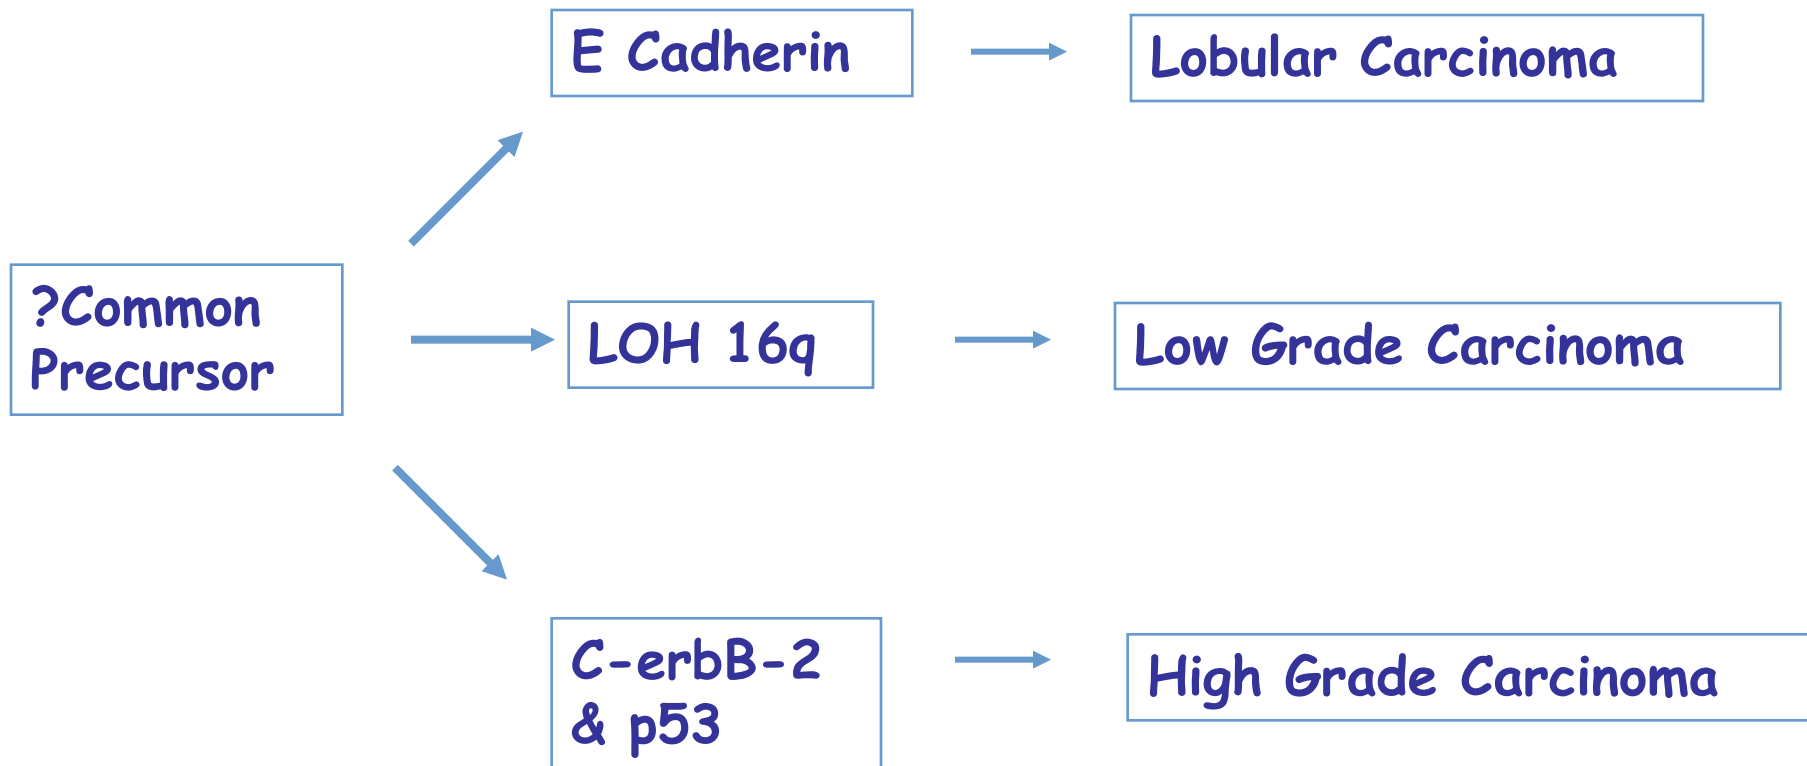 E Cadherin
Lobular Carcinoma
?Common
Precursor
LOH 16q
Low Grade Carcinoma
C-erbB-2
& p53
High Grade Carcinoma